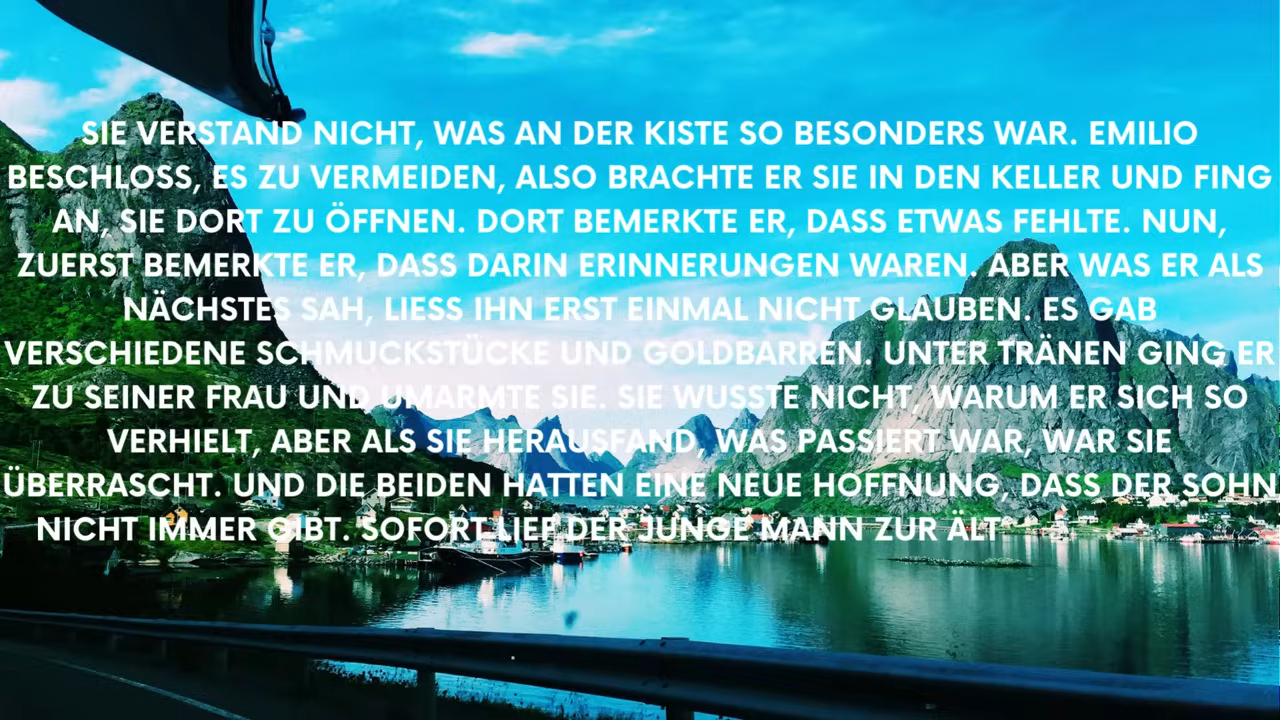 SIE VERSTAND NICHT, WAS AN DER KISTE SO BESONDERS WAR. EMILIO
BESCHLOSS, ES ZU VERMEIDEN, ALSO BRACHTE ER SIE IN DEN KELLER UND FING
AN, SIE DORT ZU ÖFFNEN. DORT BEMERKTE ER, DASS ETWAS FEHLTE. NUN,
ZUERST BEMERKTE ER, DASS DARIN ERINNERUNGEN WAREN. ABER WAS ER ALS
NÄCHSTES SAH, LIESS IHN ERST EINMAL NICHT GLAUBEN. ES GAB
VERSCHIEDENE SCHMUCKSTÜCKE UND GOLDBARREN. UNTER TRÄNEN GING ER
ZU SEINER FRAU UND UMARMTE SIE. SIE WUSSTE NICHT, WARUM ER SICH SO
VERHIELT, ABER ALS SIE HERAUSFAND, WAS PASSIERT WAR, WAR SIE
ÜBERRASCHT. UND DIE BEIDEN HATTEN EINE NEUE HOFFNUNG, DASS DER SOHN
NICHT IMMER GIBT. SOFORT LIEF DER JUNGE MANN ZUR ÄLT